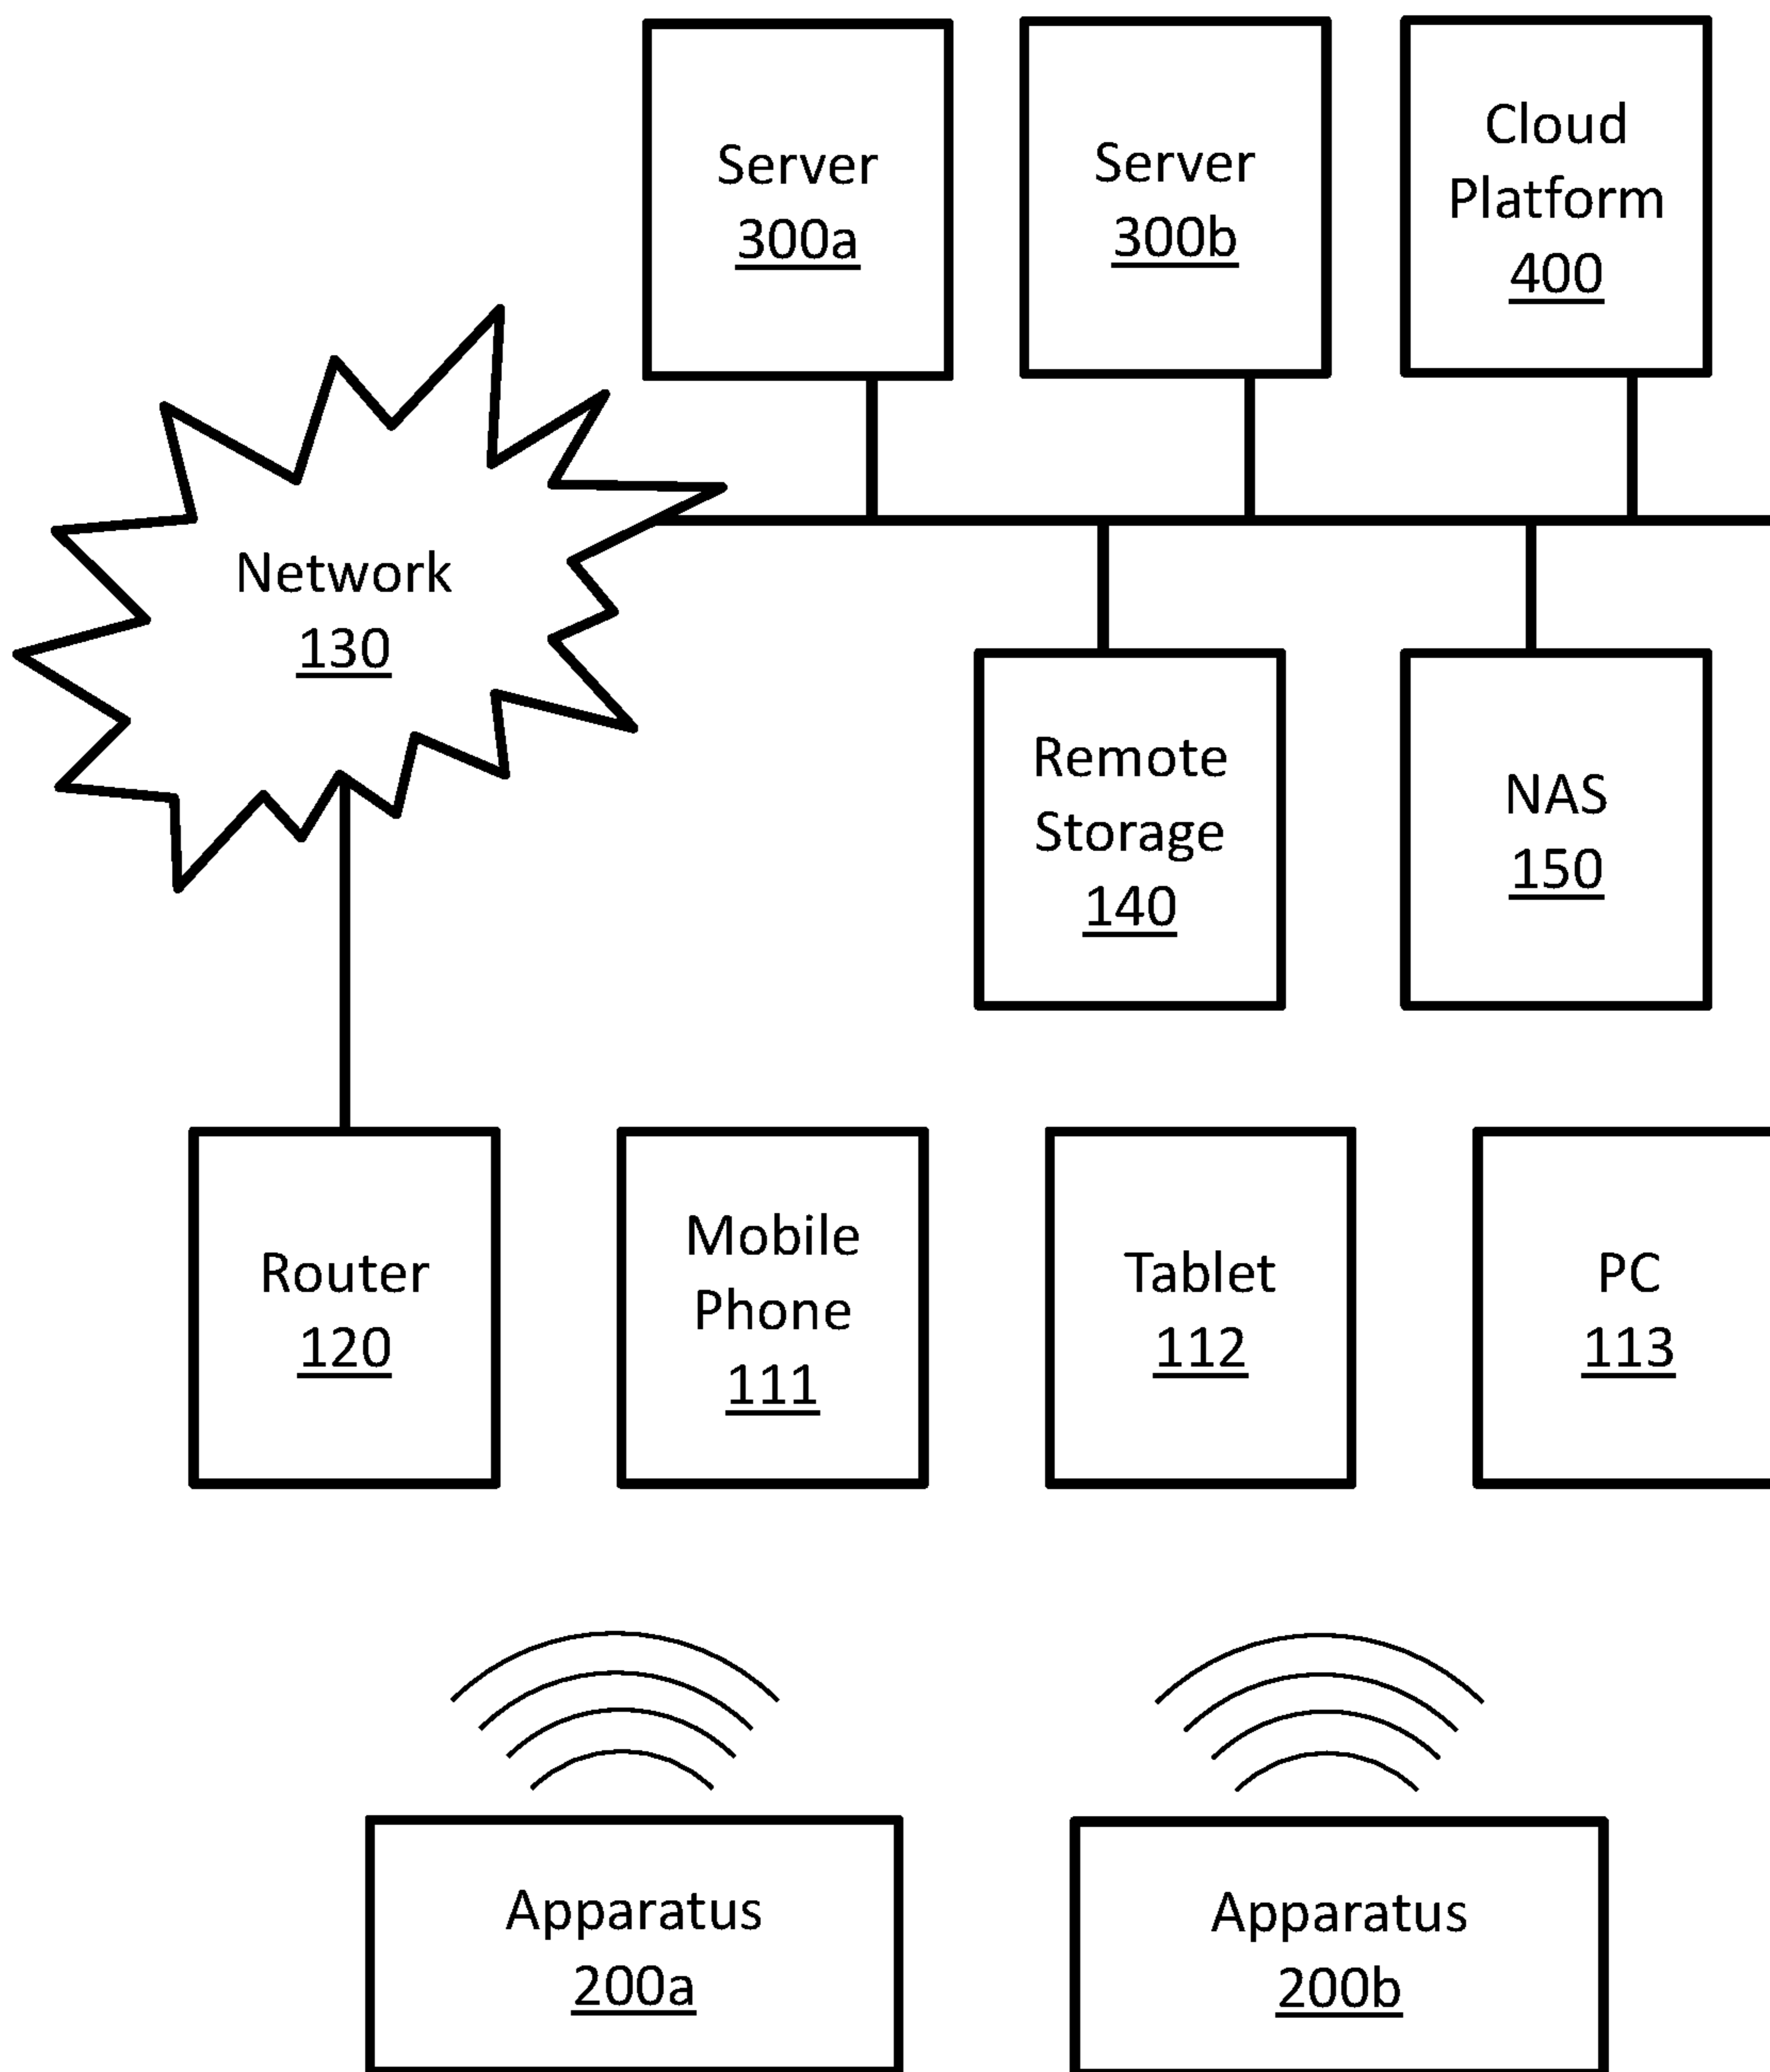 Server
300a
Server
300b
Cloud
Platform
400
Network
130
Remote
Storage
140
NAS
150
Router
120
Mobile
Phone
111
Tablet
112
PC
113
Apparatus
200a
Apparatus
200b